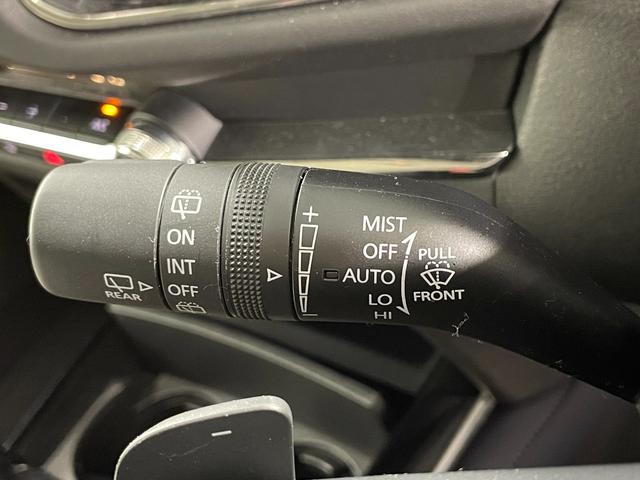 ON
INT
OFF
REAR
+
MIST
OFF
AUTO
LO
HI
PULL
FRONT
−